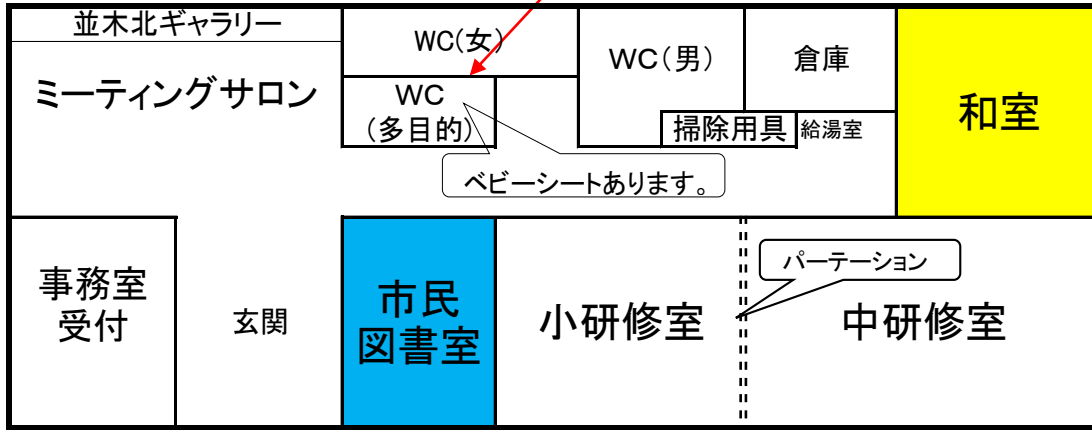 並木北ギャラリー
ミーティングサロン
WC(女)
WC(男)
倉庫
和室
WC
(多目的)
掃除用具
給湯室
ベビーシートあります。
事務室
受付
玄関
市民
図書室
小研修室
パーテーション
中研修室